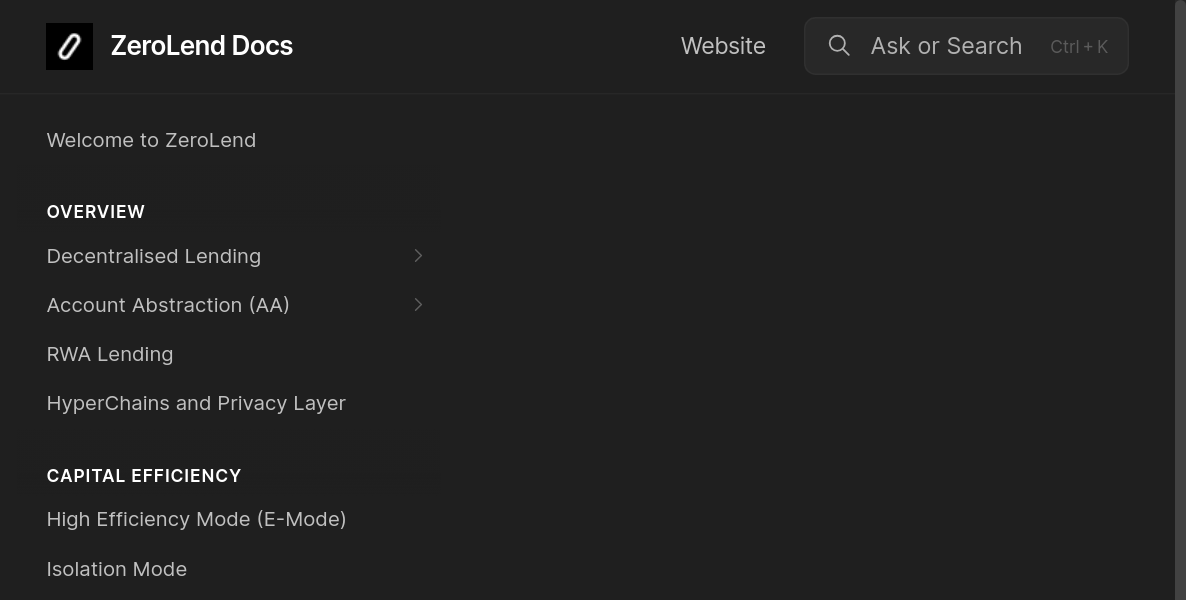 ZeroLend Docs
Website
Ask or Search
Ctrl + K
Welcome to ZeroLend
OVERVIEW
Decentralised Lending
Account Abstraction (AA)
RWA Lending
HyperChains and Privacy Layer
CAPITAL EFFICIENCY
High Efficiency Mode (E-Mode)
Isolation Mode